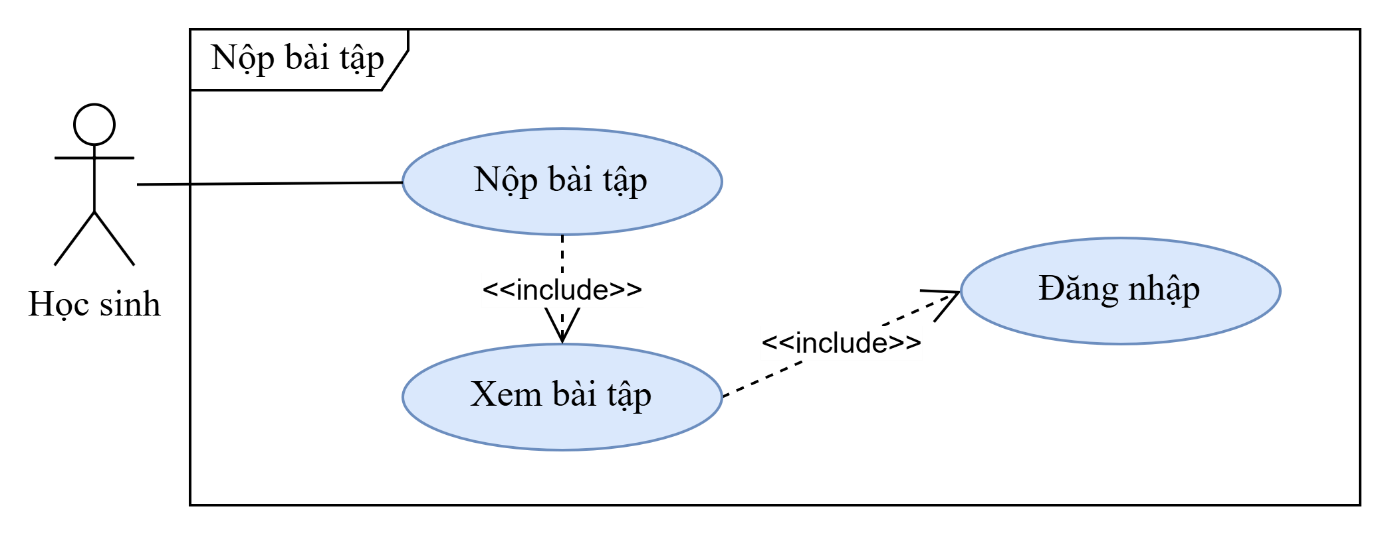 Nộp bài tập
Nộp bài tập
<<include>>
Đăng nhập
Học sinh
<<include>>
Xem bài tập